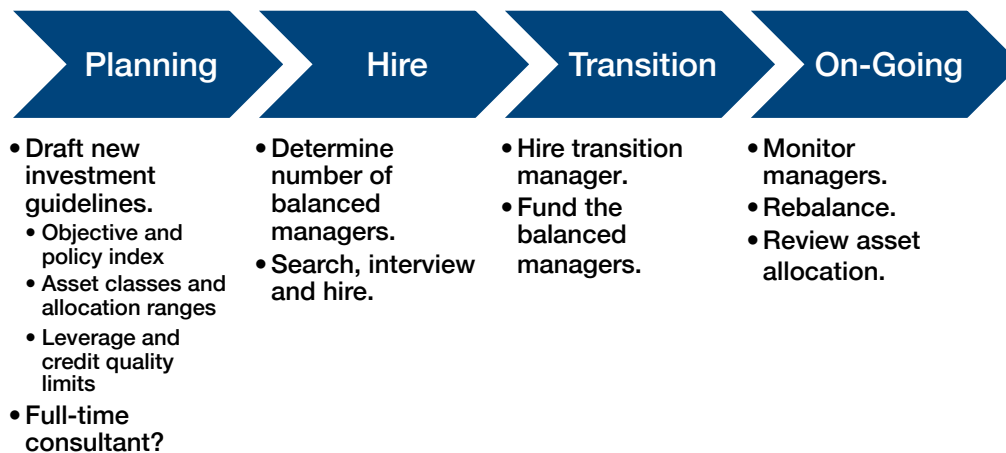 Planning
• Draft new
investment
guidelines.
• Objective and
policy index
• Asset classes and
allocation ranges
• Leverage and
credit quality
limits
• Full-time
consultant?
Hire
• Determine
number of
balanced
managers.
• Search, interview
and hire.
Transition
• Hire transition
manager.
• Fund the
balanced
managers.
On-Going
• Monitor
managers.
• Rebalance.
• Review asset
allocation.